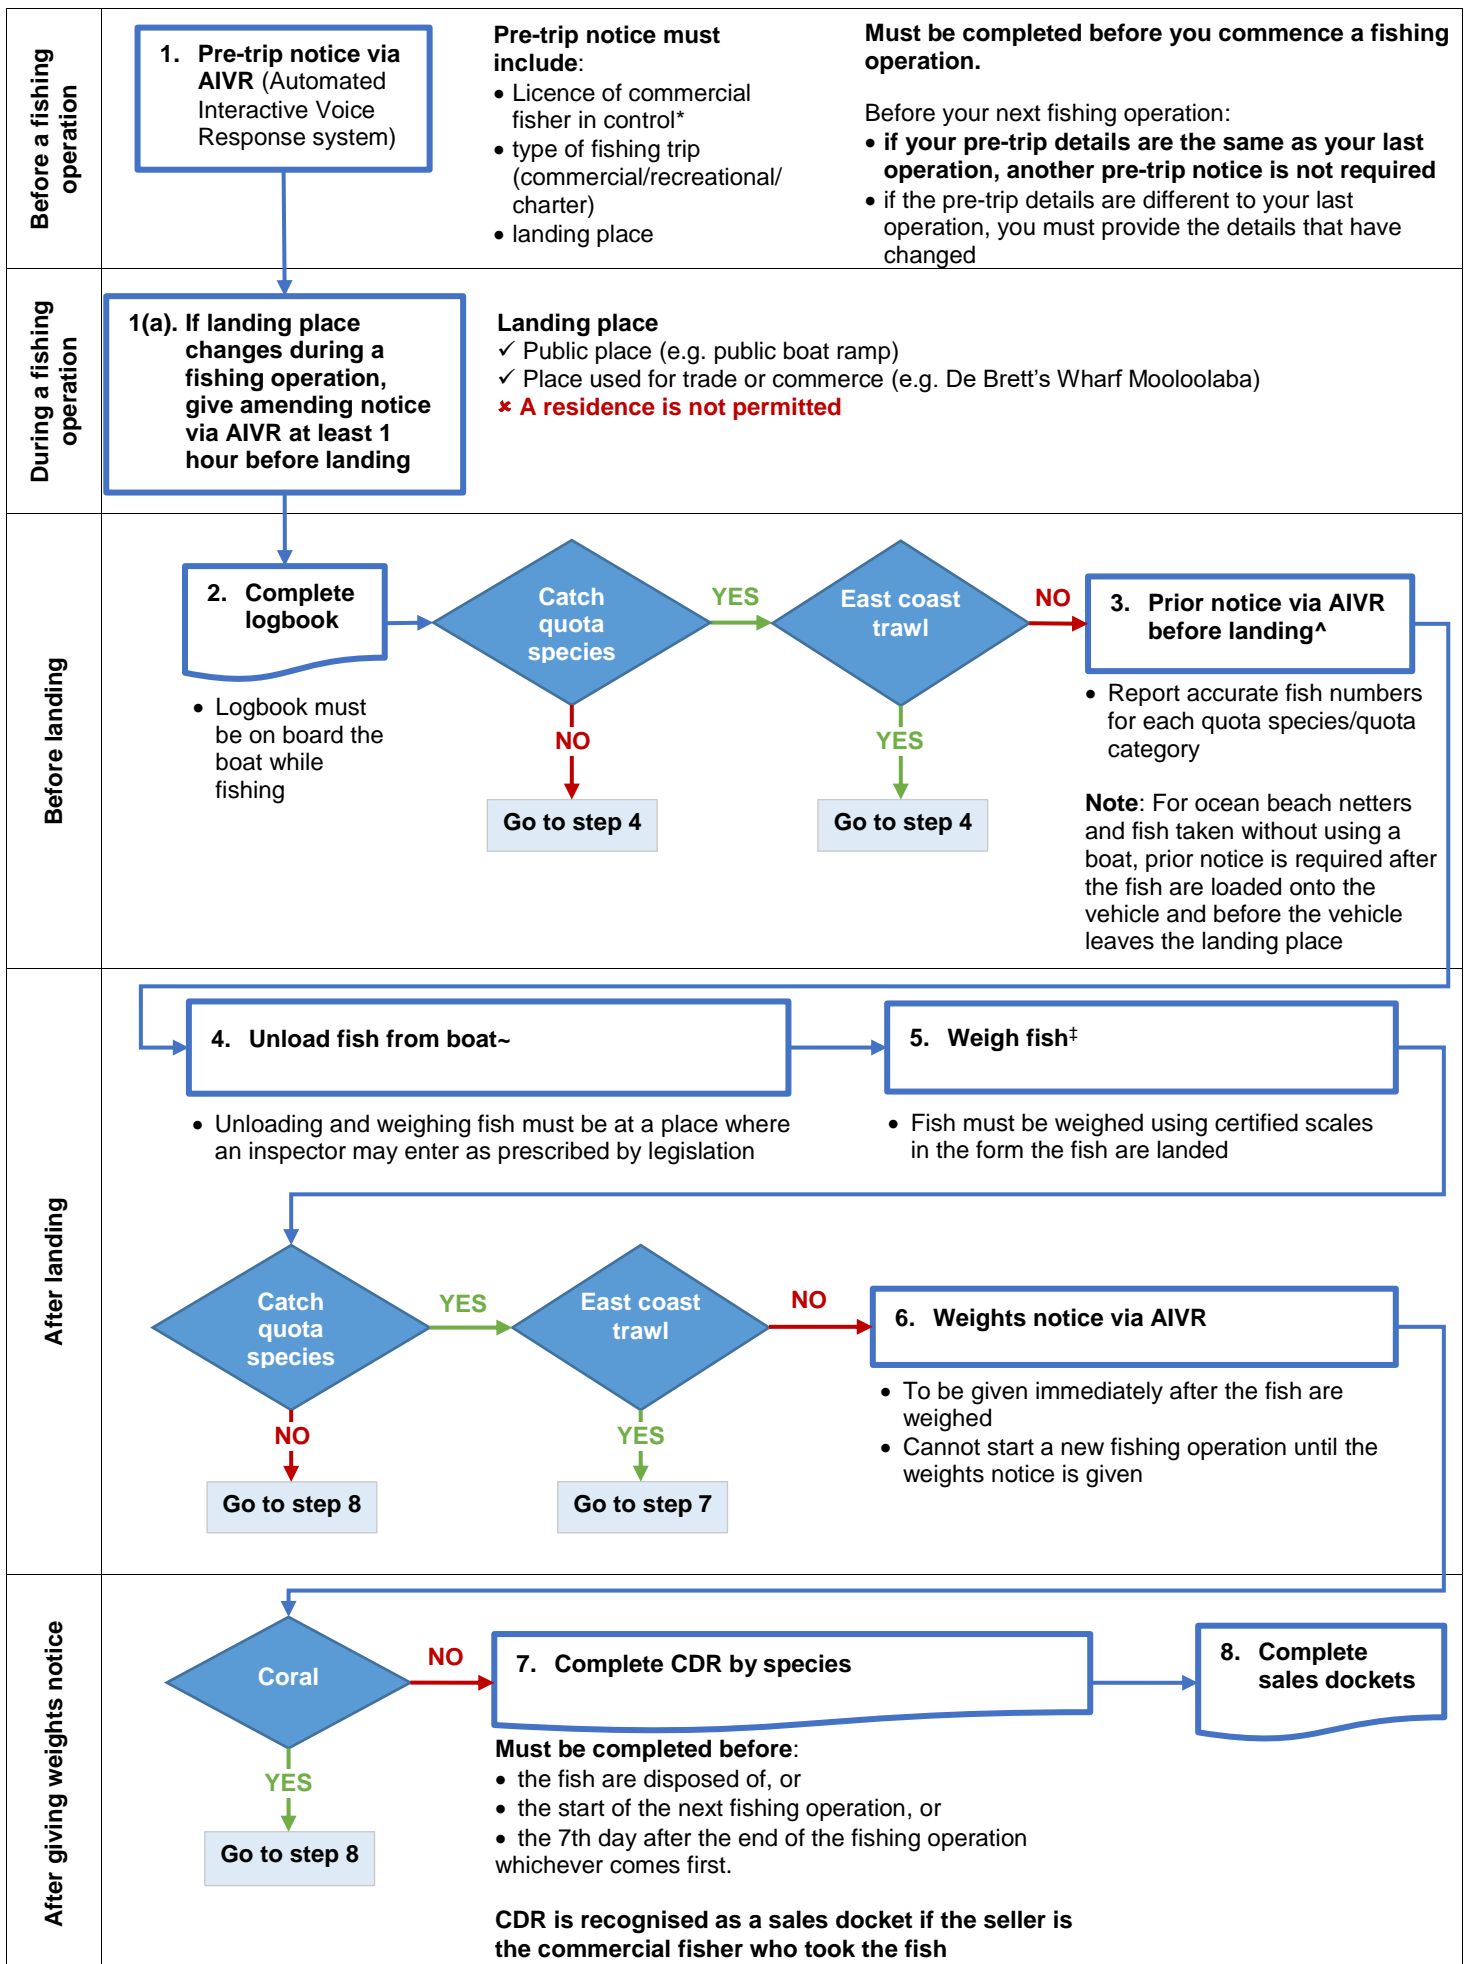 Before a fishing
operation
1. Pre-trip notice via
AIVR (Automated
Interactive Voice
Response system)
Pre-trip notice must
include:
• Licence of commercial
fisher in control*
• type of fishing trip
(commercial/recreational/
charter)
• landing place
Must be completed before you commence a fishing
operation.
Before your next fishing operation:
• if your pre-trip details are the same as your last
operation, another pre-trip notice is not required
• if the pre-trip details are different to your last
operation, you must provide the details that have
changed
During a fishing
operation
1(a). If landing place
changes during a
fishing operation,
give amending notice
via AIVR at least 1
hour before landing
Landing place
✓ Public place (e.g. public boat ramp)
✓ Place used for trade or commerce (e.g. De Brett's Wharf Mooloolaba)
✖ A residence is not permitted
Before landing
2. Complete
logbook
• Logbook must
be on board the
boat while
fishing
Catch
quota
species
YES
NO
Go to step 4
East coast
trawl
NO
YES
Go to step 4
3. Prior notice via AIVR
before landing^
• Report accurate fish numbers
for each quota species/quota
category
Note: For ocean beach netters
and fish taken without using a
boat, prior notice is required after
the fish are loaded onto the
vehicle and before the vehicle
leaves the landing place
After landing
4. Unload fish from boat~
• Unloading and weighing fish must be at a place where
an inspector may enter as prescribed by legislation
5. Weigh fish‡
• Fish must be weighed using certified scales
in the form the fish are landed
Catch
quota
species
YES
NO
Go to step 8
East coast
trawl
NO
YES
Go to step 7
6. Weights notice via AIVR
• To be given immediately after the fish are
weighed
• Cannot start a new fishing operation until the
weights notice is given
After giving weights notice
Coral
NO
YES
Go to step 8
7. Complete CDR by species
Must be completed before:
• the fish are disposed of, or
• the start of the next fishing operation, or
• the 7th day after the end of the fishing operation
whichever comes first.
CDR is recognised as a sales docket if the seller is
the commercial fisher who took the fish
8. Complete
sales dockets